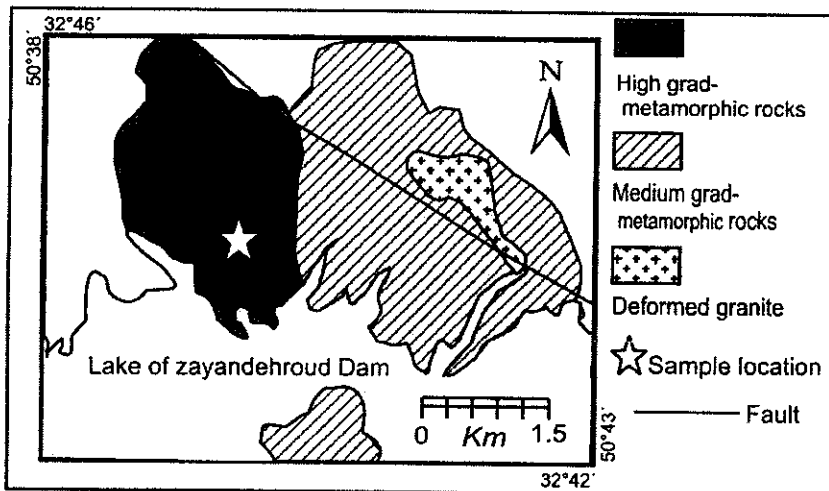 32°46′
50°38′
N
Lake of zayandehroud Dam
0 Km 1.5
50°43′
32°42′
High grad-
metamorphic rocks
Medium grad-
metamorphic rocks
Deformed granite
Sample location
Fault